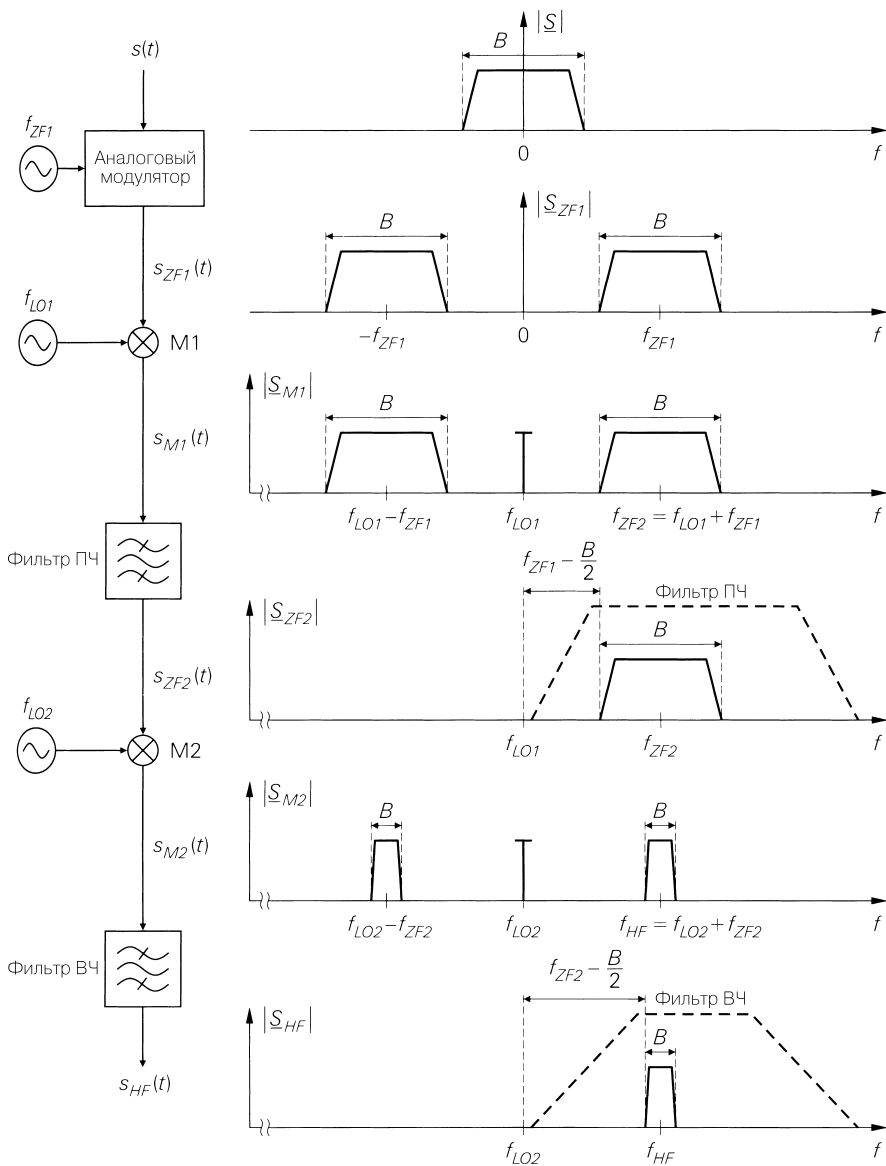 s(t)
f_ZF1
Аналоговый
модулятор
s_ZF1(t)
f_LO1
M1
s_M1(t)
Фильтр ПЧ
s_ZF2(t)
f_LO2
M2
s_M2(t)
Фильтр ВЧ
s_HF(t)
|S|
B
0
f
|S_ZF1|
B
B
−f_ZF1
0
f_ZF1
f
|S_M1|
B
B
f_LO1−f_ZF1
f_LO1
f_ZF2 = f_LO1 + f_ZF1
f
f_ZF1 − B/2
Фильтр ПЧ
|S_ZF2|
B
f_LO1
f_ZF2
f
|S_M2|
B
B
f_LO2−f_ZF2
f_LO2
f_HF = f_LO2 + f_ZF2
f
f_ZF2 − B/2
Фильтр ВЧ
|S_HF|
B
f_LO2
f_HF
f